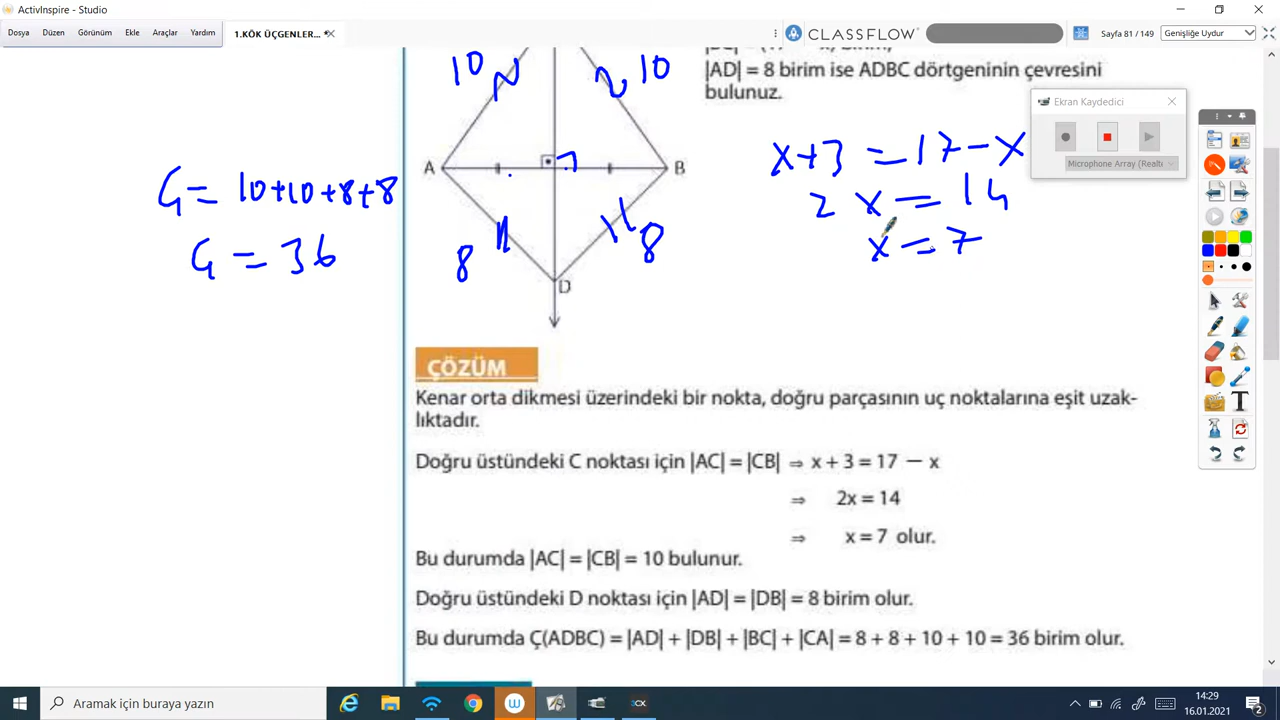 ActivInspire - Studio
Dosya Düzen Görünüm Ekle Araçlar Yardım
1.KÖK ÜÇGENLER...
CLASSFLOW
Sayfa 81 / 149
Genişliğe Uydur
|AD| = 8 birim ise ADBC dörtgeninin çevresini
bulunuz.
Ekran Kaydedici
Microphone Array (Realte
10
10
A
B
8
8
D
Ç = 10+10+8+8
Ç = 36
x+3 = 17-x
2x = 14
x = 7
ÇÖZÜM
Kenar orta dikmesi üzerindeki bir nokta, doğru parçasının uç noktalarına eşit uzak-
lıktadır.
Doğru üstündeki C noktası için |AC| = |CB| ⇒ x + 3 = 17 − x
⇒ 2x = 14
⇒ x = 7 olur.
Bu durumda |AC| = |CB| = 10 bulunur.
Doğru üstündeki D noktası için |AD| = |DB| = 8 birim olur.
Bu durumda Ç(ADBC) = |AD| + |DB| + |BC| + |CA| = 8 + 8 + 10 + 10 = 36 birim olur.
Aramak için buraya yazın
14:29
16.01.2021
2